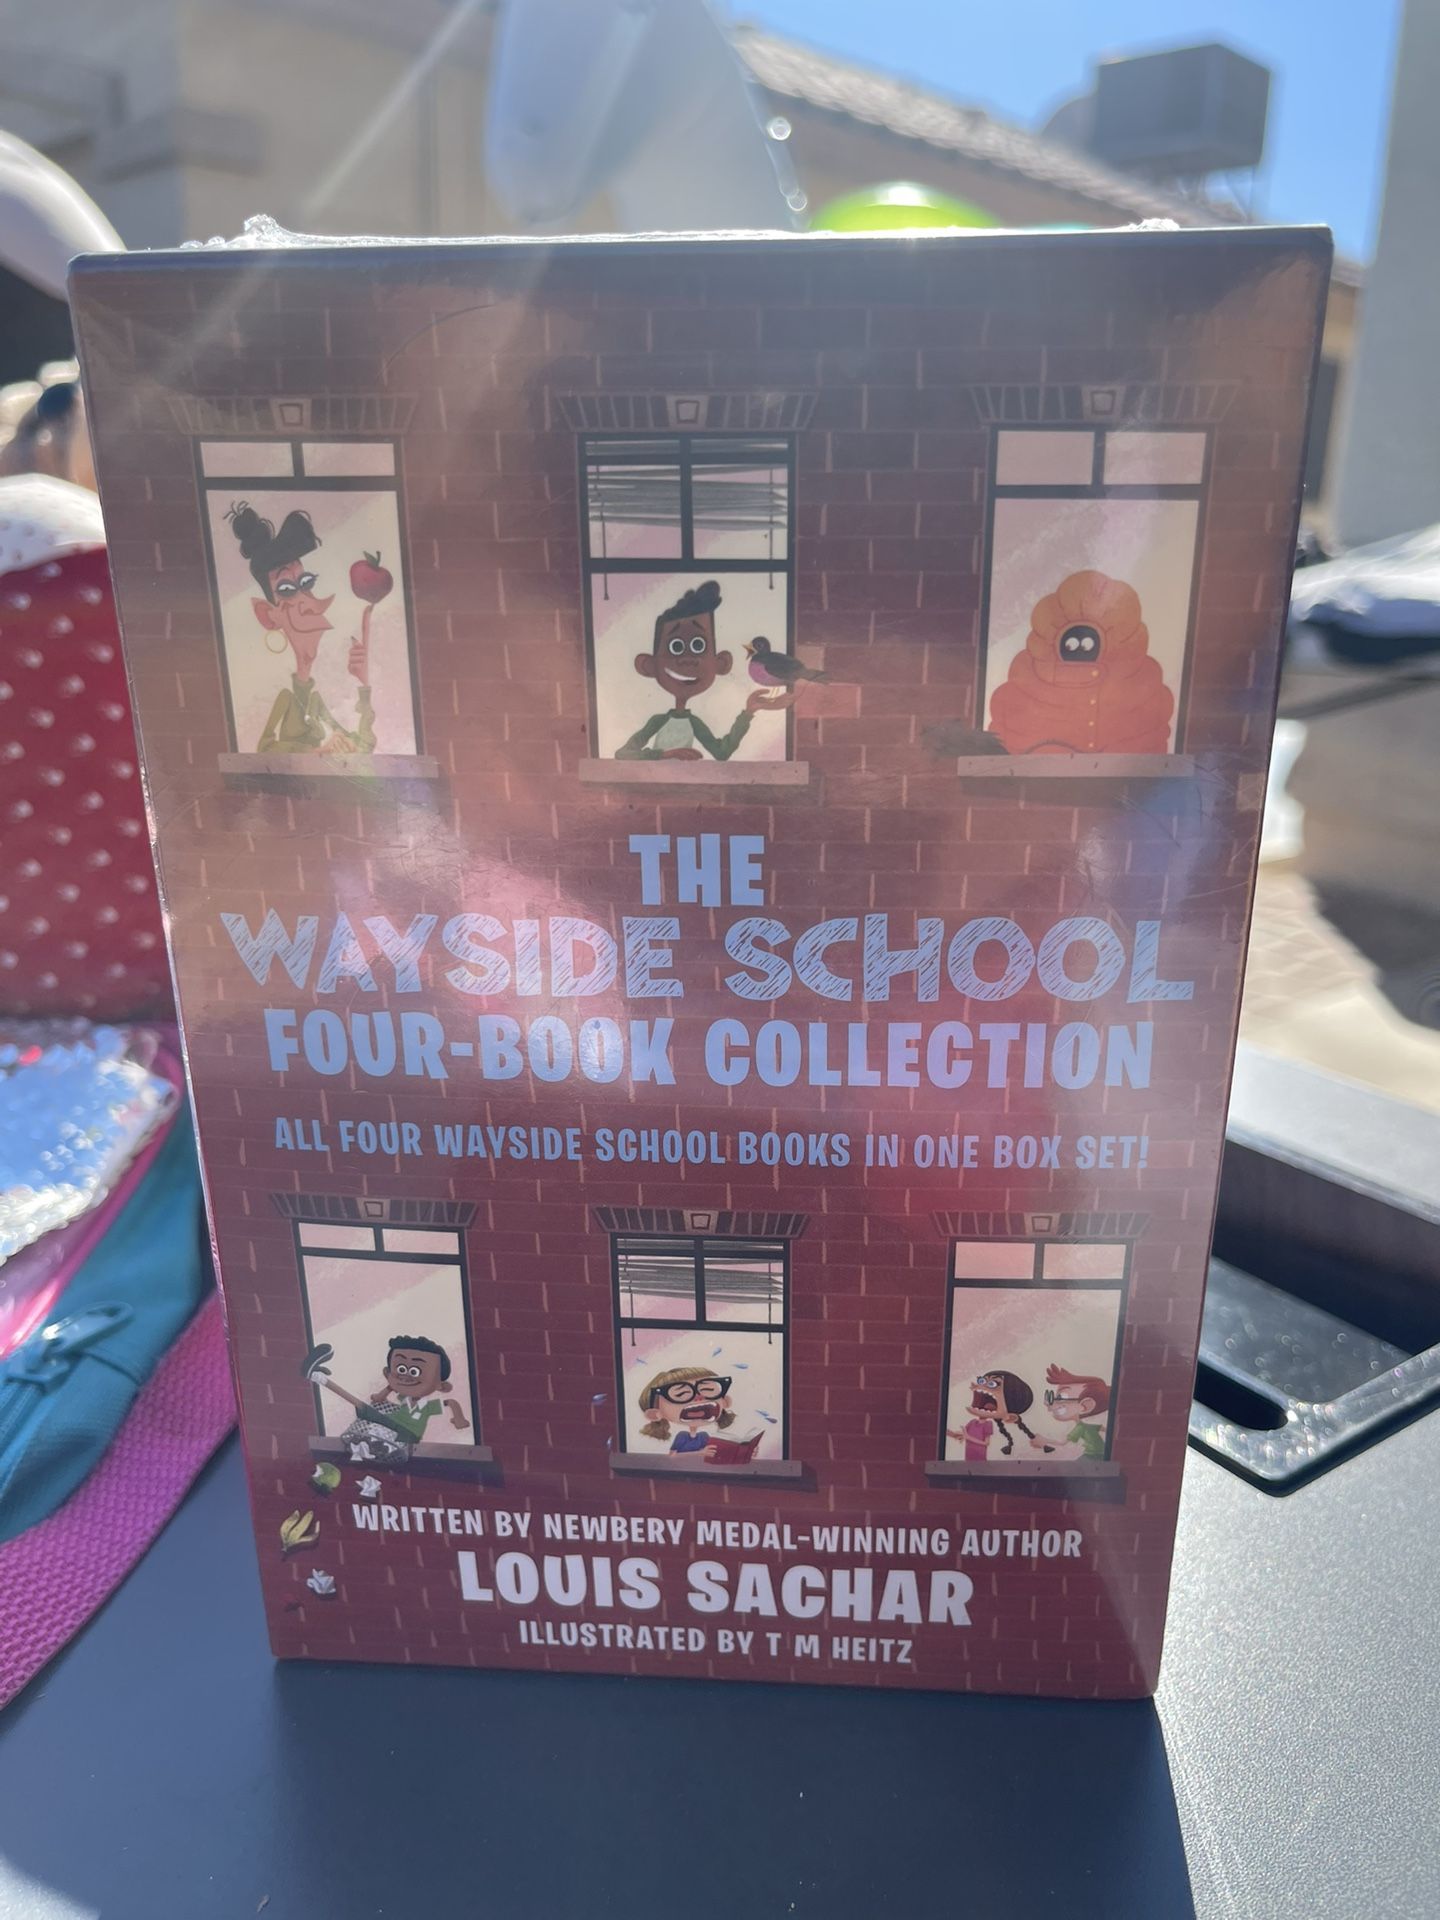 THE
WAYSIDE SCHOOL
FOUR-BOOK COLLECTION
ALL FOUR WAYSIDE SCHOOL BOOKS IN ONE BOX SET!
WRITTEN BY NEWBERY MEDAL-WINNING AUTHOR
LOUIS SACHAR
ILLUSTRATED BY T M HEITZ